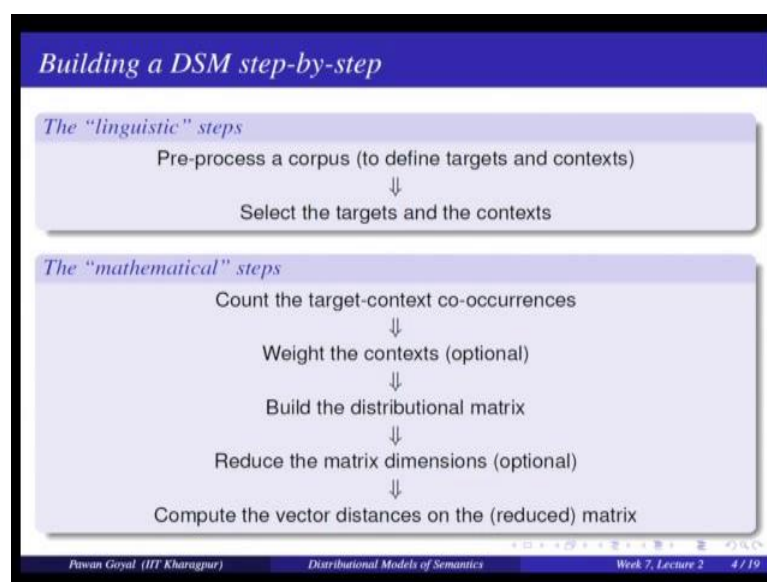 Building a DSM step-by-step
The “linguistic” steps
Pre-process a corpus (to define targets and contexts)
⇓
Select the targets and the contexts
The “mathematical” steps
Count the target-context co-occurrences
⇓
Weight the contexts (optional)
⇓
Build the distributional matrix
⇓
Reduce the matrix dimensions (optional)
⇓
Compute the vector distances on the (reduced) matrix
Pawan Goyal (IIT Kharagpur) Distributional Models of Semantics Week 7, Lecture 2 4 / 19